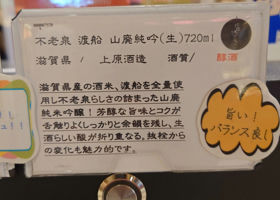 不老泉 渡船 山廃純吟(生)720ml
滋賀県 / 上原酒造 酒質/ 醇酒
滋賀県産の酒米、渡船を全量使
用し不老泉らしさの詰まった山廃
純米吟醸!芳醇な旨味とコクが
舌触りよくしっかりと余韻を残し、生
酒らしい酸が折り重なる。抜栓から
の変化も魅力的です。
旨い!
バランス良し